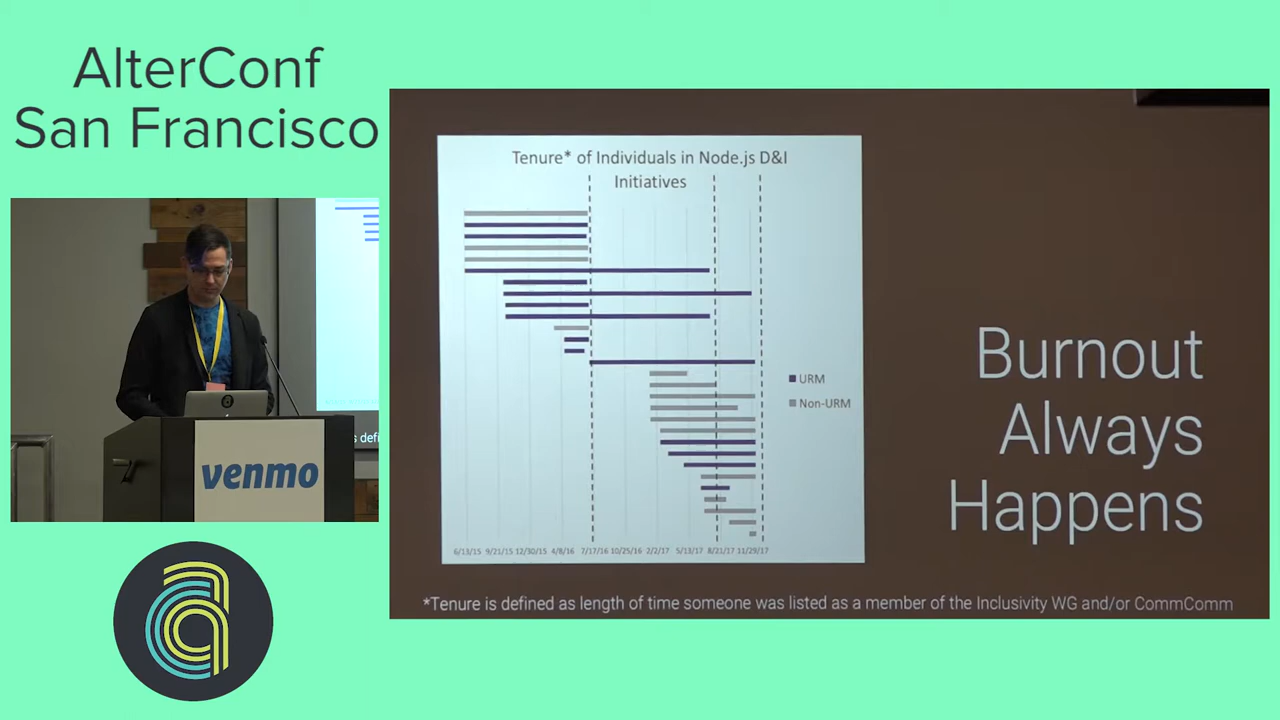 AlterConf
San Francisco
Tenure* of Individuals in Node.js D&I
Initiatives
URM
Non-URM
6/13/15 9/21/15 12/30/15 4/8/16 7/17/16 10/25/16 2/2/17 5/13/17 8/21/17 11/29/17
Burnout
Always
Happens
*Tenure is defined as length of time someone was listed as a member of the Inclusivity WG and/or CommComm
s defi
venmo